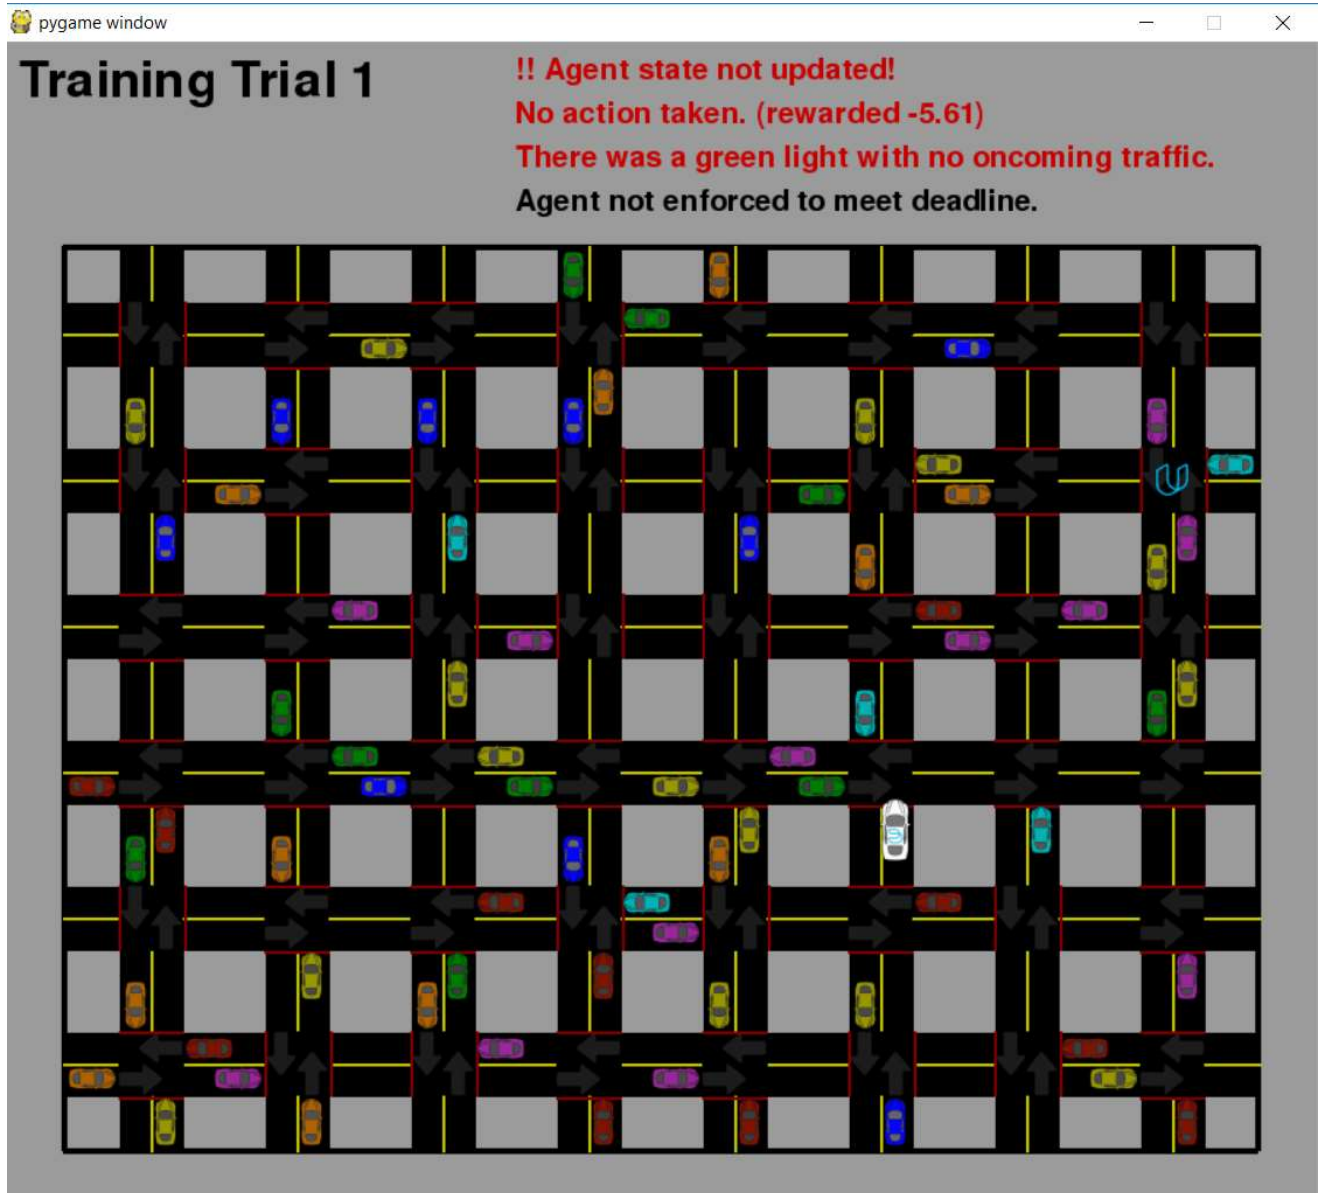 pygame window
Training Trial 1
!! Agent state not updated!
No action taken. (rewarded -5.61)
There was a green light with no oncoming traffic.
Agent not enforced to meet deadline.